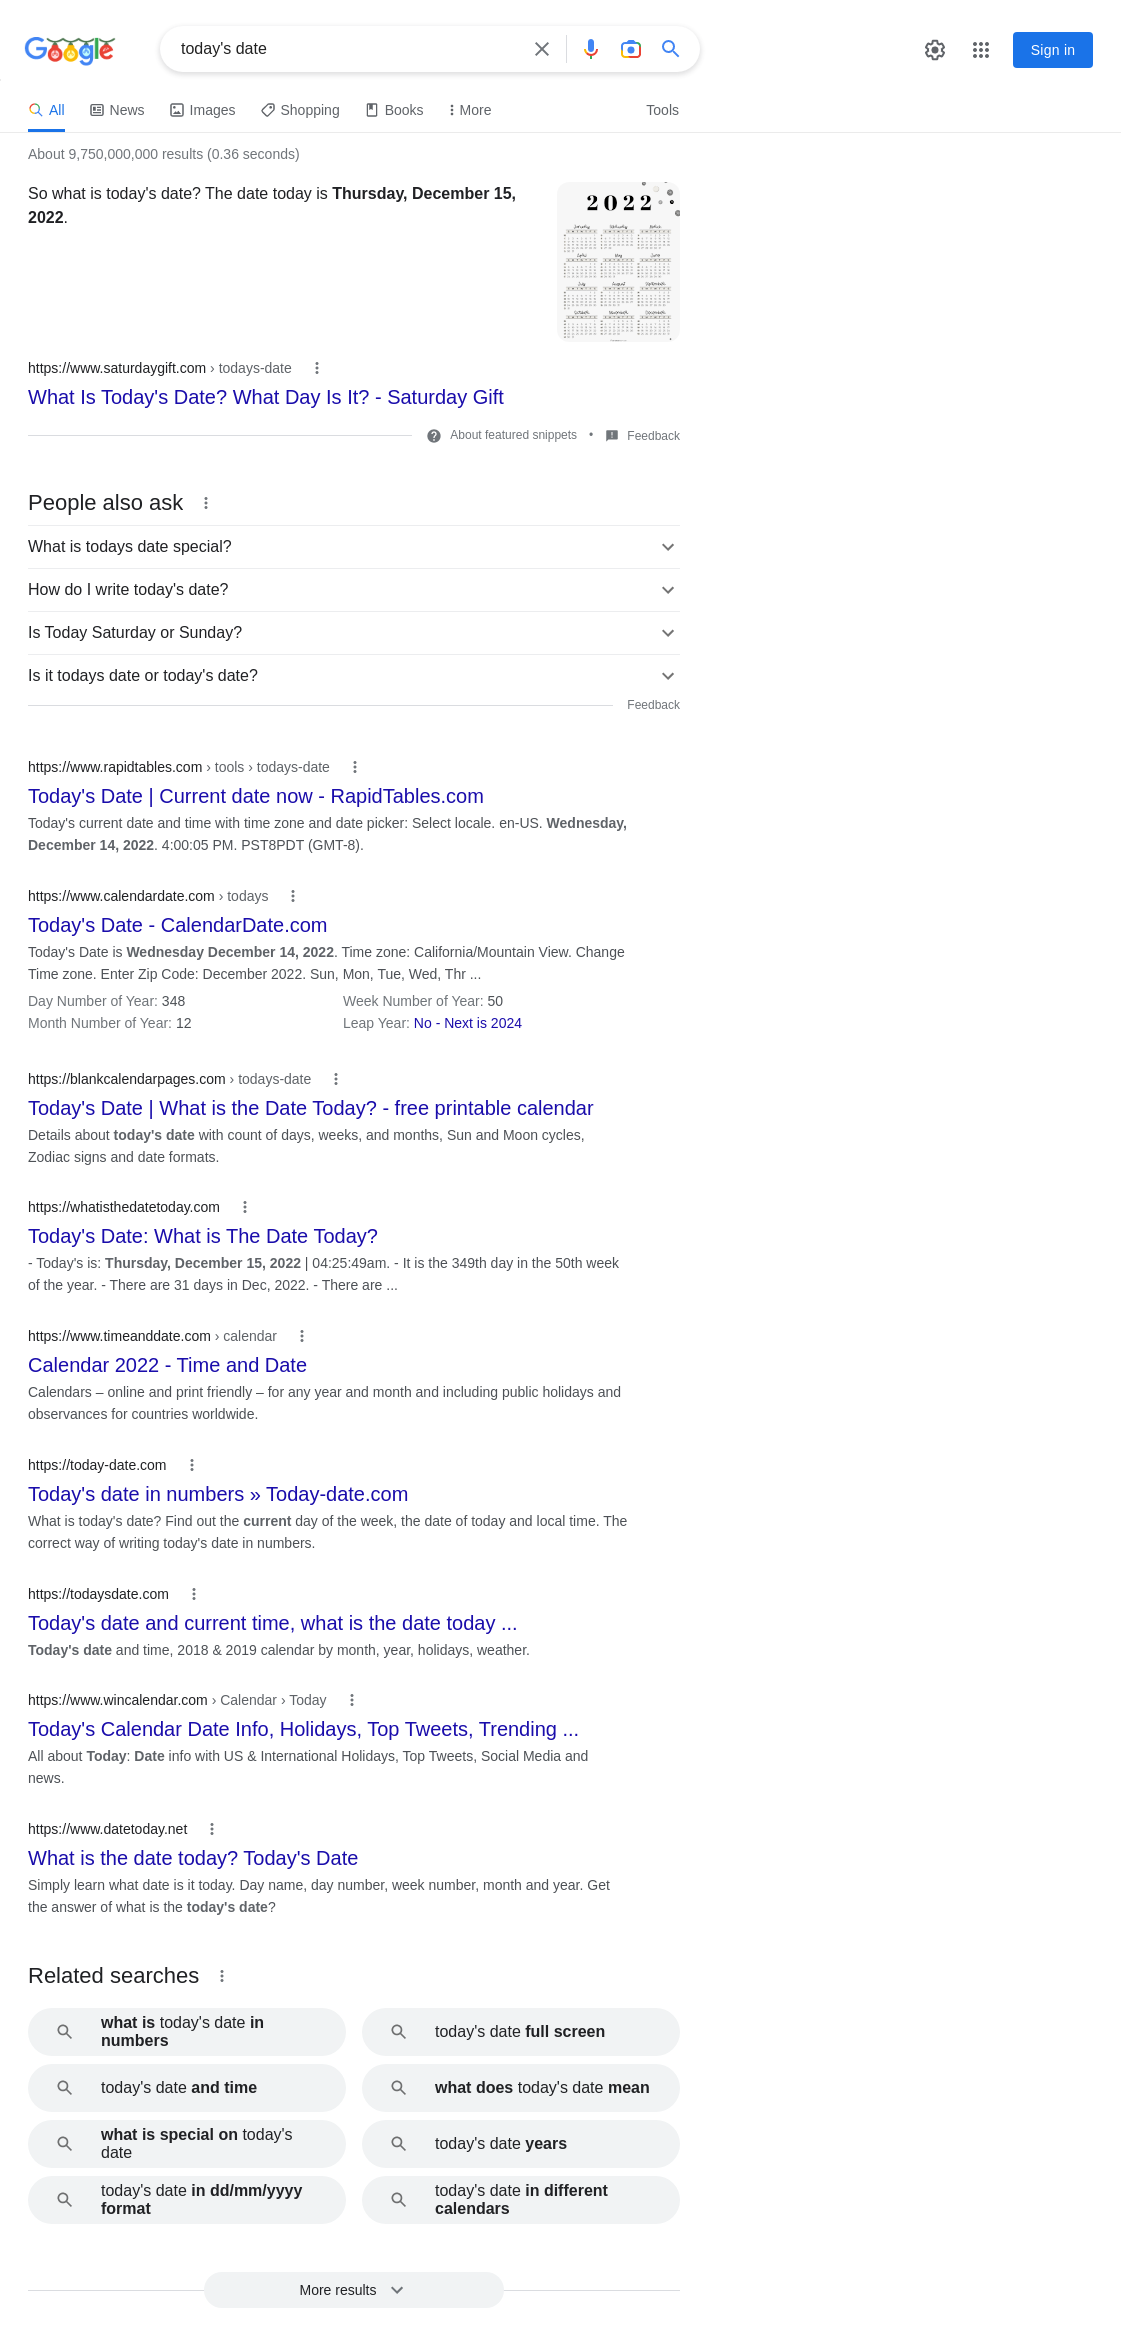 Google
today's date
Sign in
All
News
Images
Shopping
Books
More
Tools
About 9,750,000,000 results (0.36 seconds)
So what is today's date? The date today is Thursday, December 15,
2022.
2022
https://www.saturdaygift.com › todays-date
What Is Today's Date? What Day Is It? - Saturday Gift
About featured snippets • Feedback
People also ask
What is todays date special?
How do I write today's date?
Is Today Saturday or Sunday?
Is it todays date or today's date?
Feedback
https://www.rapidtables.com › tools › todays-date
Today's Date | Current date now - RapidTables.com
Today's current date and time with time zone and date picker: Select locale. en-US. Wednesday,
December 14, 2022. 4:00:05 PM. PST8PDT (GMT-8).
https://www.calendardate.com › todays
Today's Date - CalendarDate.com
Today's Date is Wednesday December 14, 2022. Time zone: California/Mountain View. Change
Time zone. Enter Zip Code: December 2022. Sun, Mon, Tue, Wed, Thr ...
Day Number of Year: 348
Week Number of Year: 50
Month Number of Year: 12
Leap Year: No - Next is 2024
https://blankcalendarpages.com › todays-date
Today's Date | What is the Date Today? - free printable calendar
Details about today's date with count of days, weeks, and months, Sun and Moon cycles,
Zodiac signs and date formats.
https://whatisthedatetoday.com
Today's Date: What is The Date Today?
- Today's is: Thursday, December 15, 2022 | 04:25:49am. - It is the 349th day in the 50th week
of the year. - There are 31 days in Dec, 2022. - There are ...
https://www.timeanddate.com › calendar
Calendar 2022 - Time and Date
Calendars – online and print friendly – for any year and month and including public holidays and
observances for countries worldwide.
https://today-date.com
Today's date in numbers » Today-date.com
What is today's date? Find out the current day of the week, the date of today and local time. The
correct way of writing today's date in numbers.
https://todaysdate.com
Today's date and current time, what is the date today ...
Today's date and time, 2018 & 2019 calendar by month, year, holidays, weather.
https://www.wincalendar.com › Calendar › Today
Today's Calendar Date Info, Holidays, Top Tweets, Trending ...
All about Today: Date info with US & International Holidays, Top Tweets, Social Media and
news.
https://www.datetoday.net
What is the date today? Today's Date
Simply learn what date is it today. Day name, day number, week number, month and year. Get
the answer of what is the today's date?
Related searches
what is today's date in
numbers
today's date full screen
today's date and time
what does today's date mean
what is special on today's
date
today's date years
today's date in dd/mm/yyyy
format
today's date in different
calendars
More results